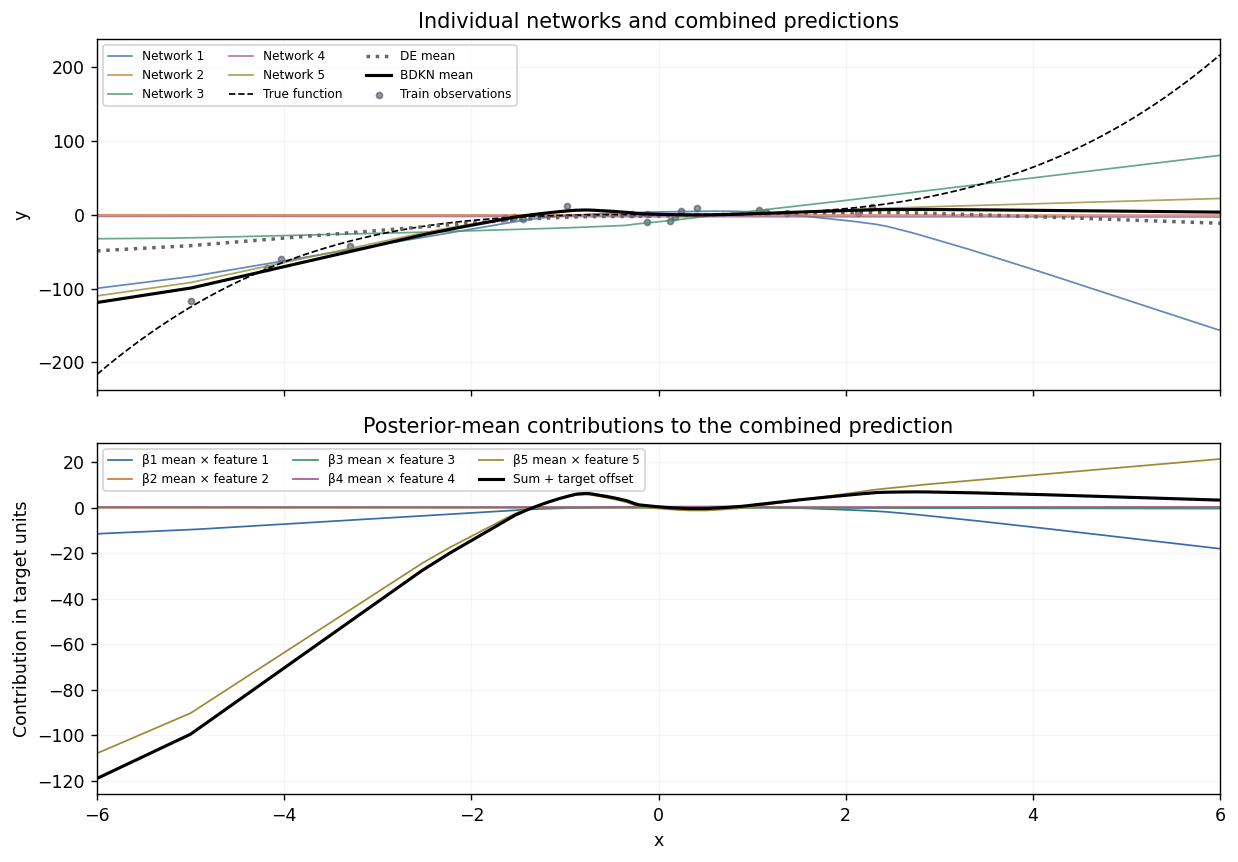 Individual networks and combined predictions
Network 1
Network 2
Network 3
Network 4
Network 5
True function
DE mean
BDKN mean
Train observations
200
100
0
−100
−200
y
Posterior-mean contributions to the combined prediction
β1 mean × feature 1
β2 mean × feature 2
β3 mean × feature 3
β4 mean × feature 4
β5 mean × feature 5
Sum + target offset
20
0
−20
−40
−60
−80
−100
−120
Contribution in target units
−6
−4
−2
0
2
4
6
x